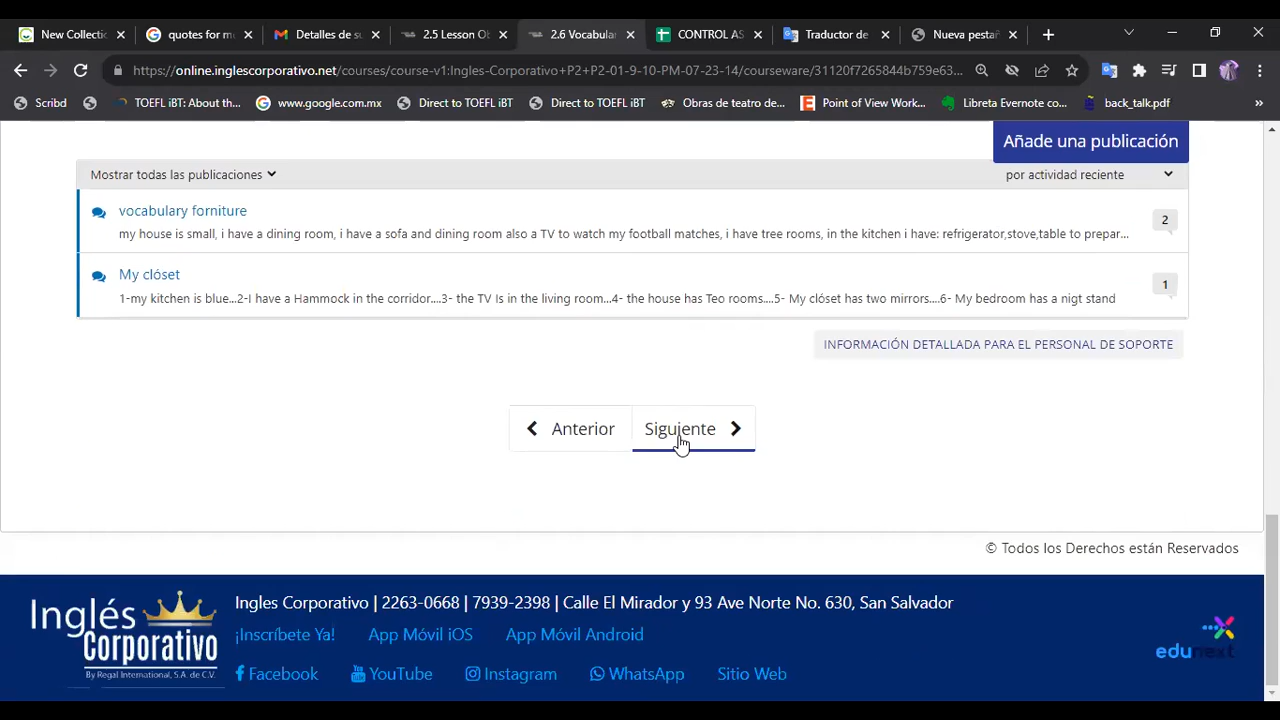 New Collecti
quotes for m
Detalles de su
2.5 Lesson Ob
2.6 Vocabular
CONTROL AS
Traductor de
Nueva pestañ
https://online.inglescorporativo.net/courses/course-v1:Ingles-Corporativo+P2+P2-01-9-10-PM-07-23-14/courseware/31120f7265844b759e63...
Scribd
TOEFL iBT: About th...
www.google.com.mx
Direct to TOEFL iBT
Direct to TOEFL iBT
Obras de teatro de...
Point of View Work...
Libreta Evernote co...
back_talk.pdf
»
Añade una publicación
Mostrar todas las publicaciones
por actividad reciente
vocabulary forniture
2
my house is small, i have a dining room, i have a sofa and dining room also a TV to watch my football matches, i have tree rooms, in the kitchen i have: refrigerator,stove,table to prepar...
My clóset
1
1-my kitchen is blue...2-I have a Hammock in the corridor....3- the TV Is in the living room...4- the house has Teo rooms....5- My clóset has two mirrors....6- My bedroom has a nigt stand
INFORMACIÓN DETALLADA PARA EL PERSONAL DE SOPORTE
Anterior
Siguiente
© Todos los Derechos están Reservados
Inglés
Corporativo
By Regal International, S.A. de C.V.
Ingles Corporativo | 2263-0668 | 7939-2398 | Calle El Mirador y 93 Ave Norte No. 630, San Salvador
¡Inscríbete Ya!
App Móvil iOS
App Móvil Android
Facebook
YouTube
Instagram
WhatsApp
Sitio Web
edunext